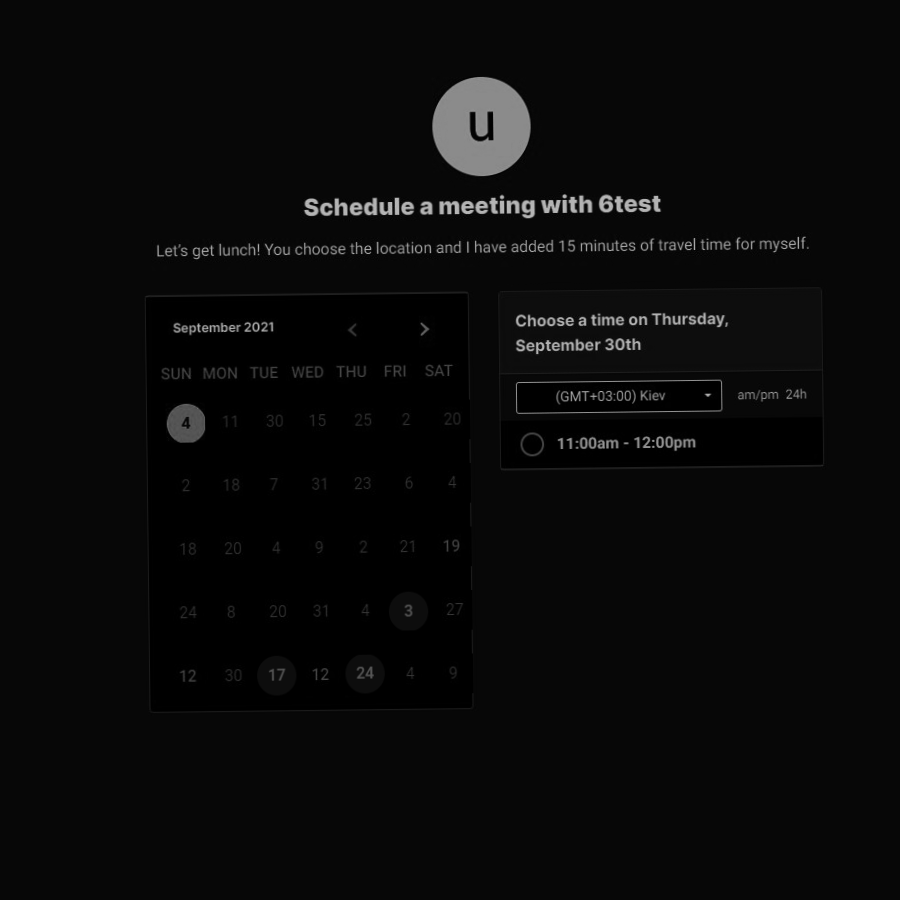 u
Schedule a meeting with 6test
Let's get lunch! You choose the location and I have added 15 minutes of travel time for myself.
September 2021
SUN MON TUE WED THU FRI SAT
4 11 30 15 25 2 20
2 18 7 31 23 6 4
18 20 4 9 2 21 19
24 8 20 31 4 3 27
12 30 17 12 24 4 9
Choose a time on Thursday,
September 30th
(GMT+03:00) Kiev am/pm 24h
11:00am - 12:00pm